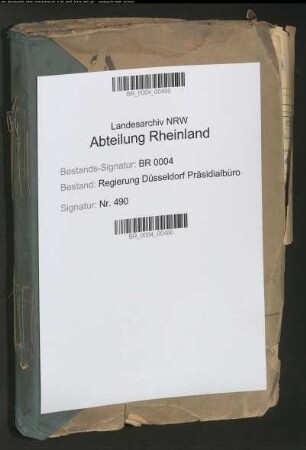 BR_0004_00490
Landesarchiv NRW
Abteilung Rheinland
Bestands-Signatur: BR 0004
Bestand: Regierung Düsseldorf Präsidialbüro
Signatur: Nr. 490
BR_0004_00490